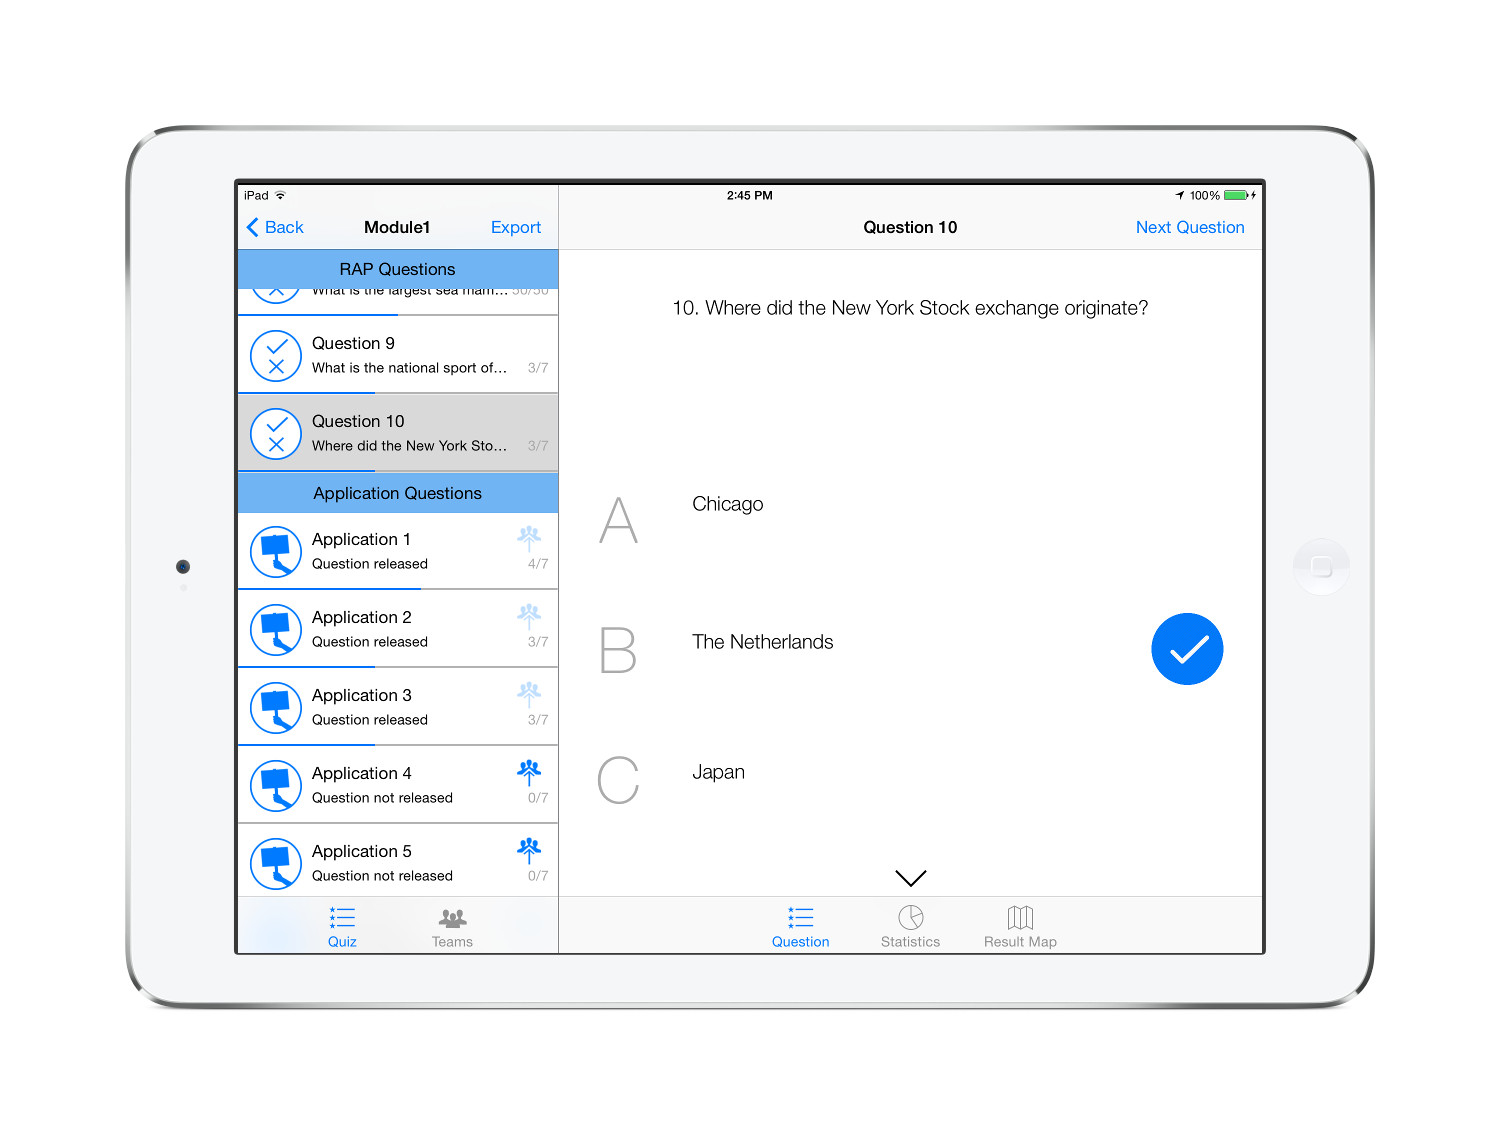 iPad
2:45 PM
100%
Back
Module1
Export
Question 10
Next Question
RAP Questions
What is the largest sea mam... 50/50
Question 9
What is the national sport of... 3/7
Question 10
Where did the New York Sto... 3/7
Application Questions
Application 1
Question released 4/7
Application 2
Question released 3/7
Application 3
Question released 3/7
Application 4
Question not released 0/7
Application 5
Question not released 0/7
Quiz
Teams
10. Where did the New York Stock exchange originate?
A Chicago
B The Netherlands
C Japan
Question
Statistics
Result Map